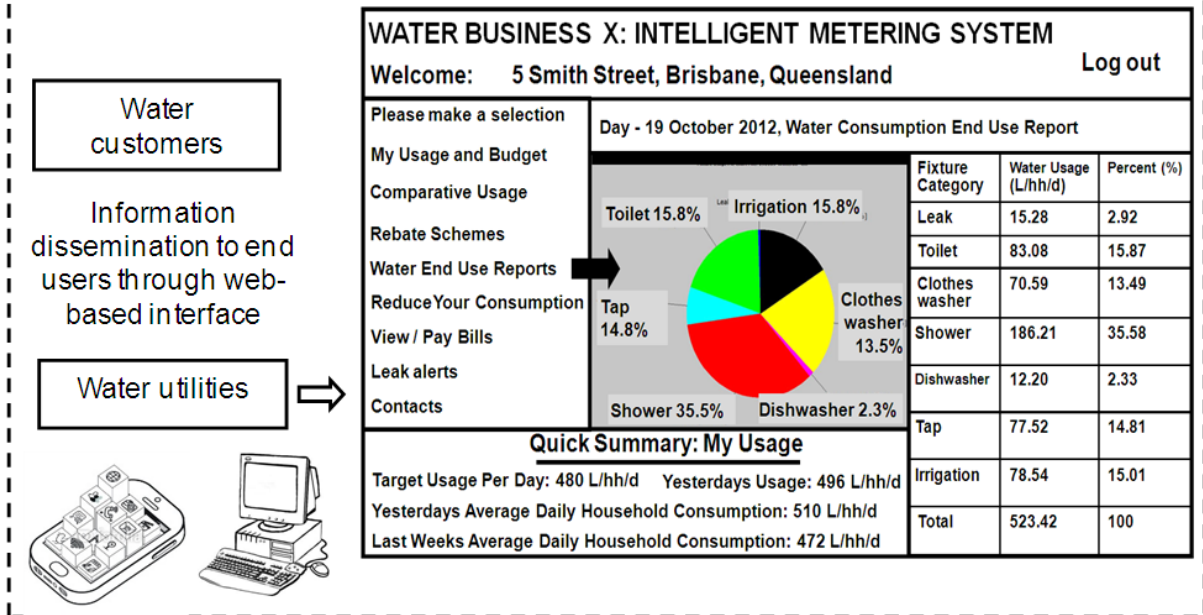 WATER BUSINESS X: INTELLIGENT METERING SYSTEM
Welcome: 5 Smith Street, Brisbane, Queensland
Log out
Water
customers
Information
dissemination to end
users through web-
based interface
Water utilities
Please make a selection
My Usage and Budget
Comparative Usage
Rebate Schemes
Water End Use Reports
ReduceYour Consumption
View / Pay Bills
Leak alerts
Contacts
Day - 19 October 2012, Water Consumption End Use Report
Toilet 15.8%
Irrigation 15.8%
Tap
14.8%
Clothes
washer
13.5%
Shower 35.5%
Dishwasher 2.3%
Fixture
Category
Water Usage
(L/hh/d)
Percent (%)
Leak 15.28 2.92
Toilet 83.08 15.87
Clothes
washer
70.59 13.49
Shower 186.21 35.58
Dishwasher 12.20 2.33
Tap 77.52 14.81
Irrigation 78.54 15.01
Total 523.42 100
Quick Summary: My Usage
Target Usage Per Day: 480 L/hh/d Yesterdays Usage: 496 L/hh/d
Yesterdays Average Daily Household Consumption: 510 L/hh/d
Last Weeks Average Daily Household Consumption: 472 L/hh/d